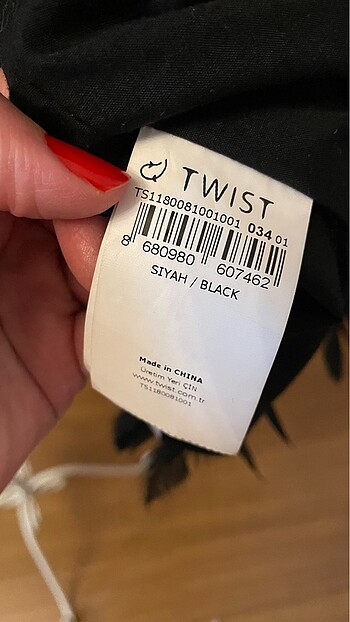 TWIST
TS1180081001001 034 01
8 680980 607462
SIYAH / BLACK
Made in CHINA
Üretim Yeri ÇİN
www.twist.com.tr
TS1180081001